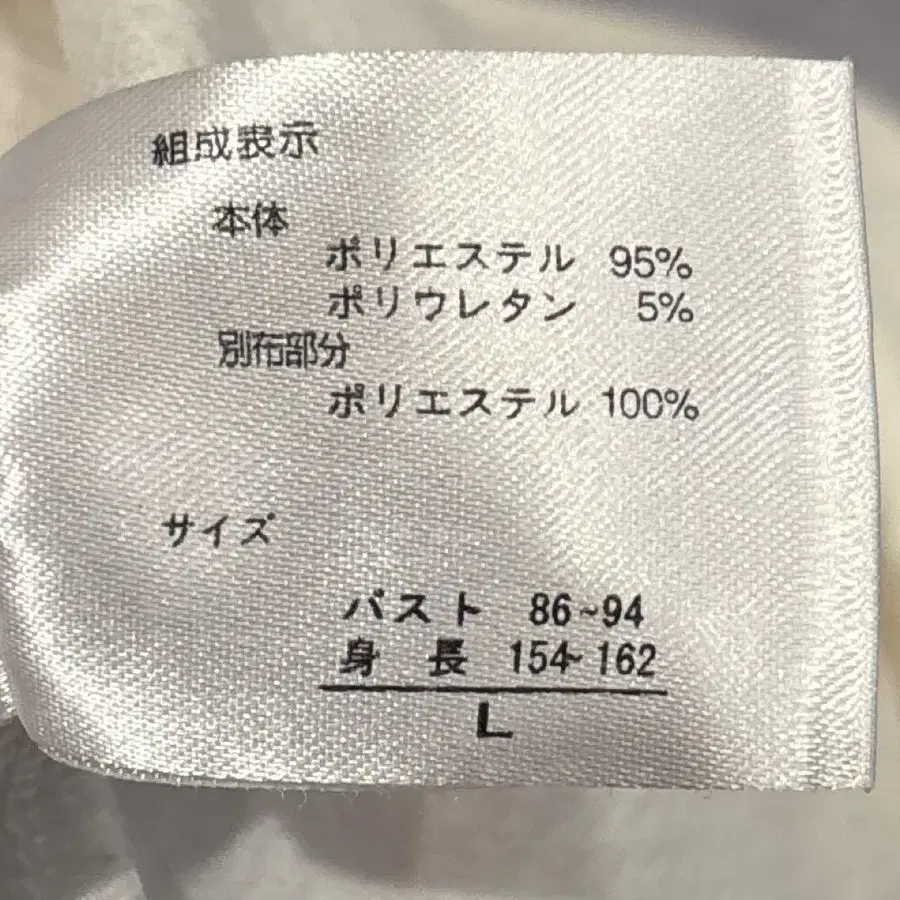 組成表示
本体
ポリエステル 95%
ポリウレタン 5%
別布部分
ポリエステル 100%
サイズ
バスト 86~94
身長 154~162
L